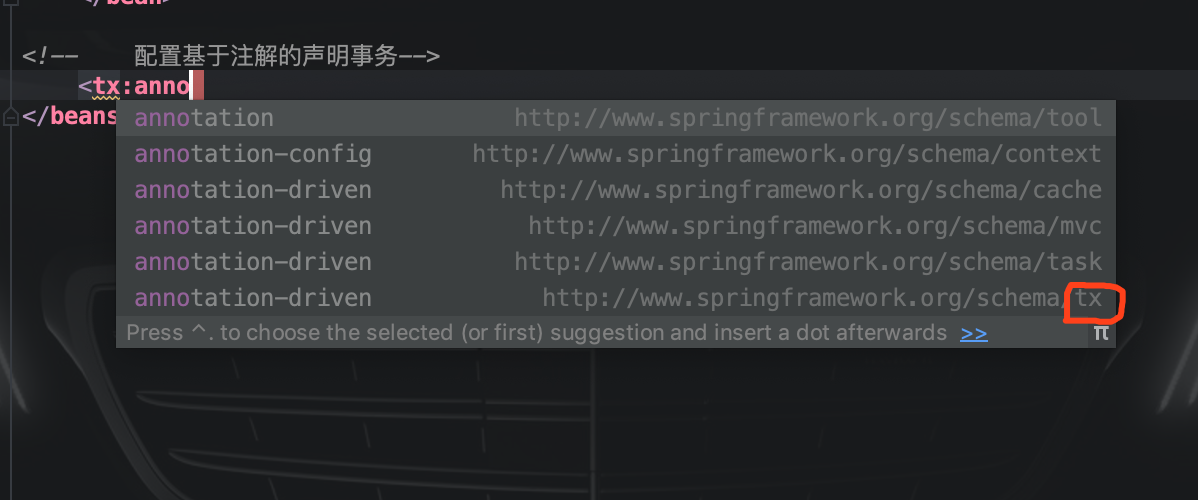 </bean>
<!-- 配置基于注解的声明事务-->
<tx:anno
</beans
annotation http://www.springframework.org/schema/tool
annotation-config http://www.springframework.org/schema/context
annotation-driven http://www.springframework.org/schema/cache
annotation-driven http://www.springframework.org/schema/mvc
annotation-driven http://www.springframework.org/schema/task
annotation-driven http://www.springframework.org/schema/tx
Press ^. to choose the selected (or first) suggestion and insert a dot afterwards >> π